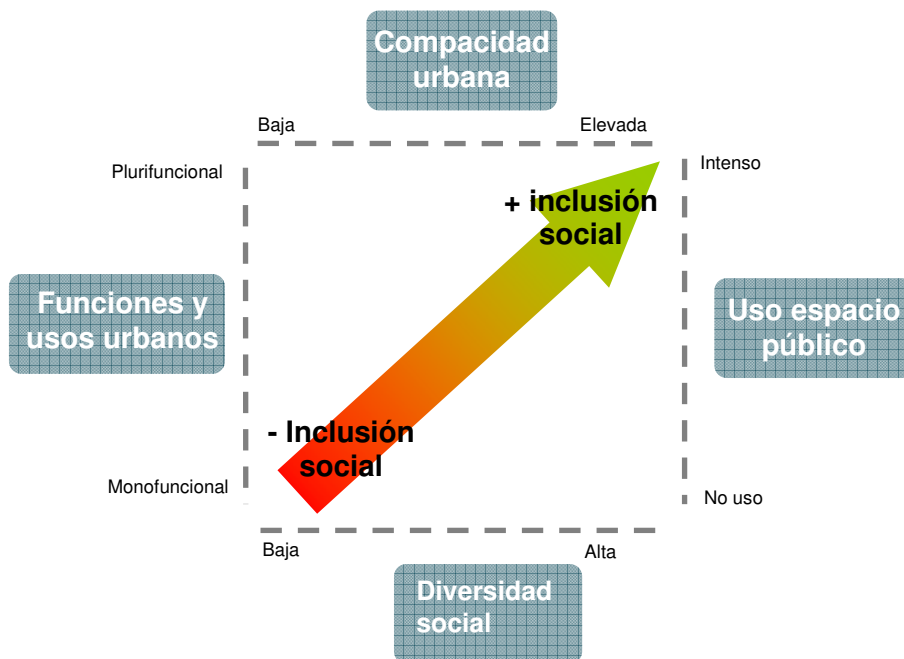 Compacidad
urbana
Baja
Elevada
Plurifuncional
Intenso
+ inclusión
social
Funciones y
usos urbanos
Uso espacio
público
- Inclusión
social
Monofuncional
No uso
Baja
Alta
Diversidad
social